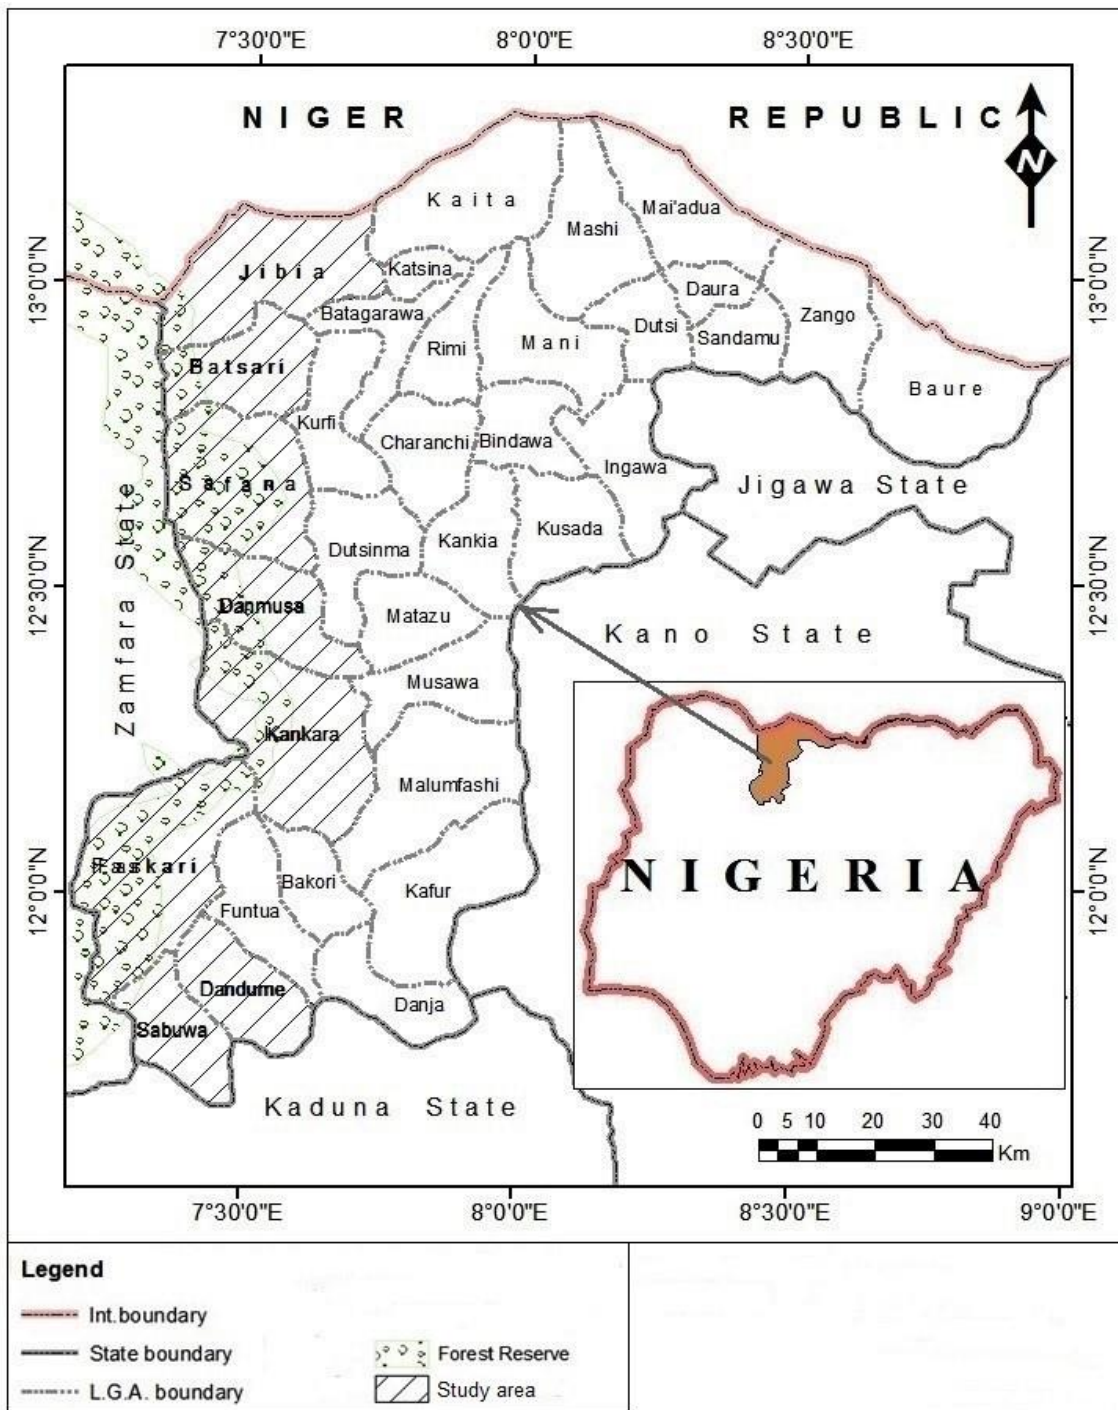 7°30'0"E 8°0'0"E 8°30'0"E
NIGER REPUBLIC
N
Kaita
Mai'adua
Mashi
13°0'0"N
Jibia
Katsina
13°0'0"N
Daura
Batagarawa
Zango
Dutsi
Sandamu
Rimi
Mani
Batsari
Baure
Kurfi
Charanchi
Bindawa
Ingawa
Safana
Jigawa State
Kusada
Kankia
Dutsinma
Zamfara State
12°30'0"N
Danmusa
Matazu
12°30'0"N
Kano State
Musawa
Kankara
Malumfashi
Faskari
NIGERIA
12°0'0"N
Bakori
Kafur
12°0'0"N
Funtua
Dandume
Danja
Sabuwa
Kaduna State
0 5 10 20 30 40
Km
7°30'0"E 8°0'0"E 8°30'0"E 9°0'0"E
Legend
Int.boundary
State boundary
L.G.A. boundary
Forest Reserve
Study area